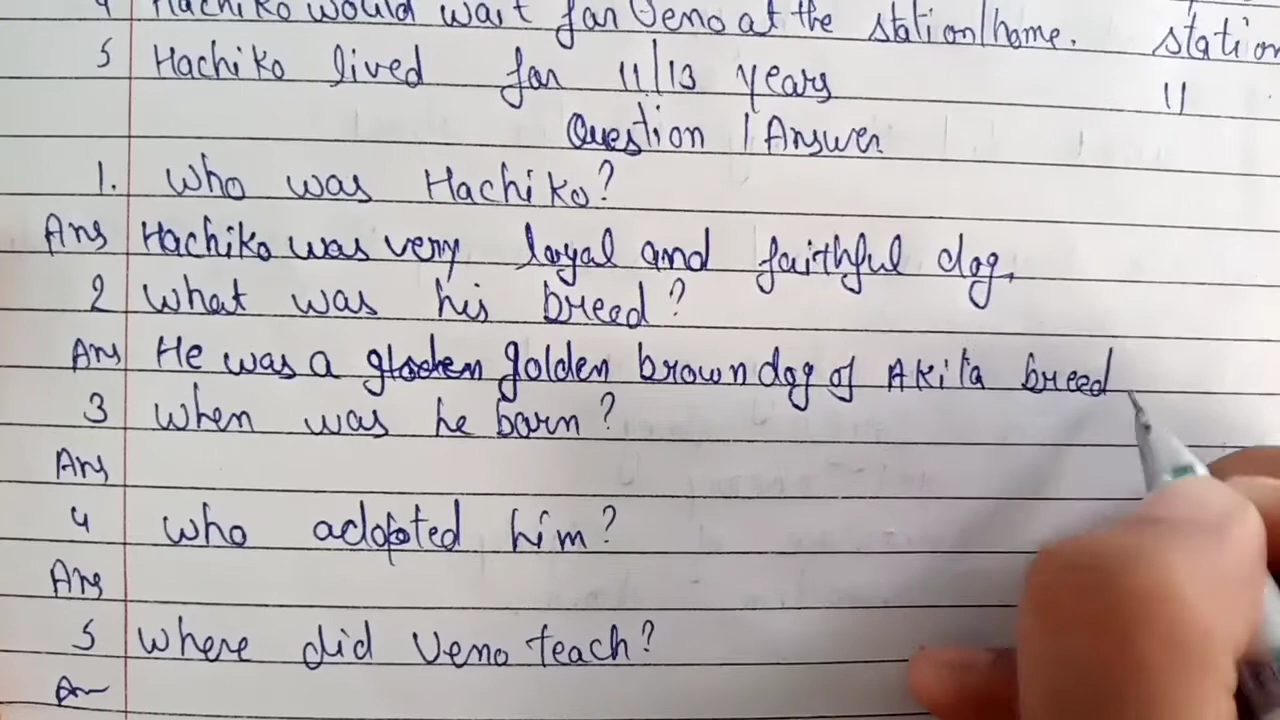 4 Hachiko would wait for Ueno at the station/home. station
5 Hachiko lived for 11/13 years 11
Question / Answer
1. Who was Hachiko?
Ans Hachiko was very loyal and faithful dog.
2 What was his breed?
Ans He was a gloden golden brown dog of Akita breed
3 When was he born?
Ans
4 Who adopted him?
Ans
5 Where did Ueno teach?
An